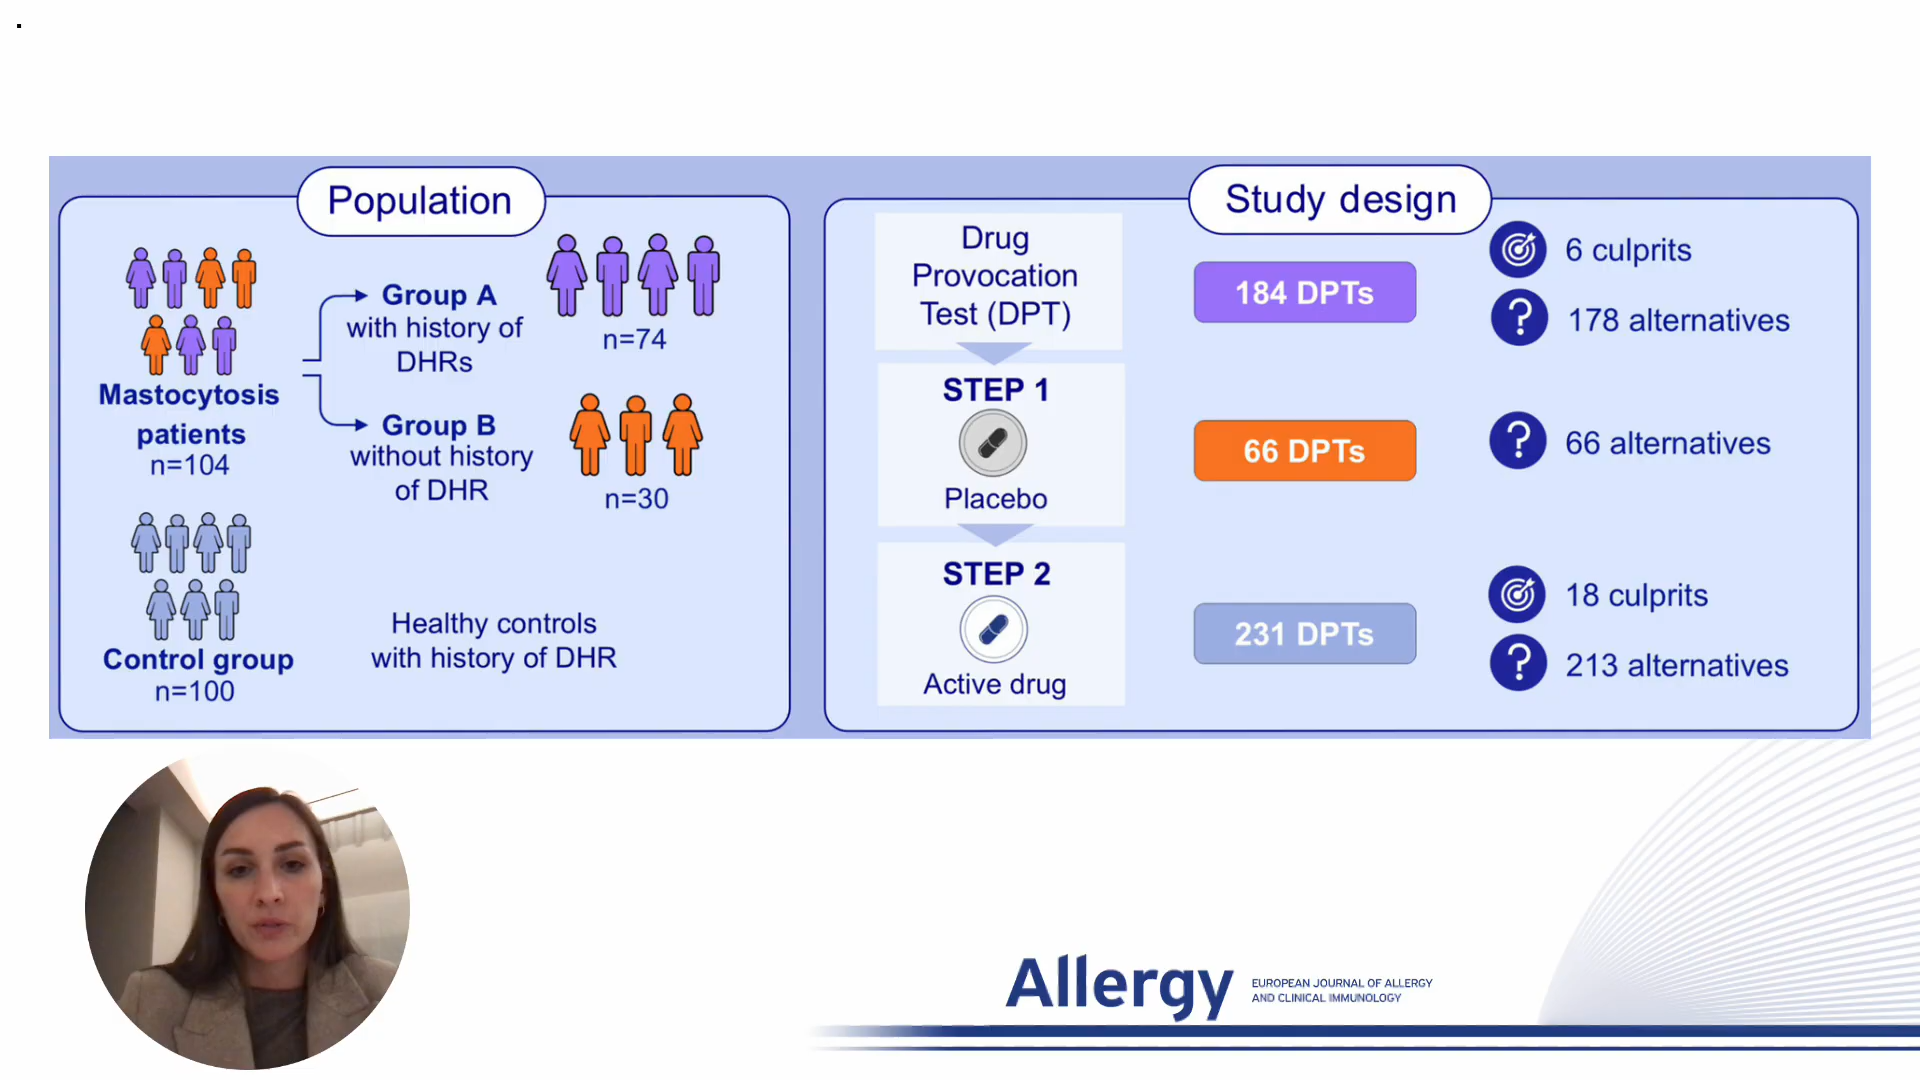 Population
Mastocytosis
patients
n=104
Group A
with history of
DHRs
n=74
Group B
without history
of DHR
n=30
Control group
n=100
Healthy controls
with history of DHR
Study design
Drug
Provocation
Test (DPT)
STEP 1
Placebo
STEP 2
Active drug
184 DPTs
6 culprits
?
178 alternatives
66 DPTs
?
66 alternatives
231 DPTs
18 culprits
?
213 alternatives
Allergy
EUROPEAN JOURNAL OF ALLERGY
AND CLINICAL IMMUNOLOGY